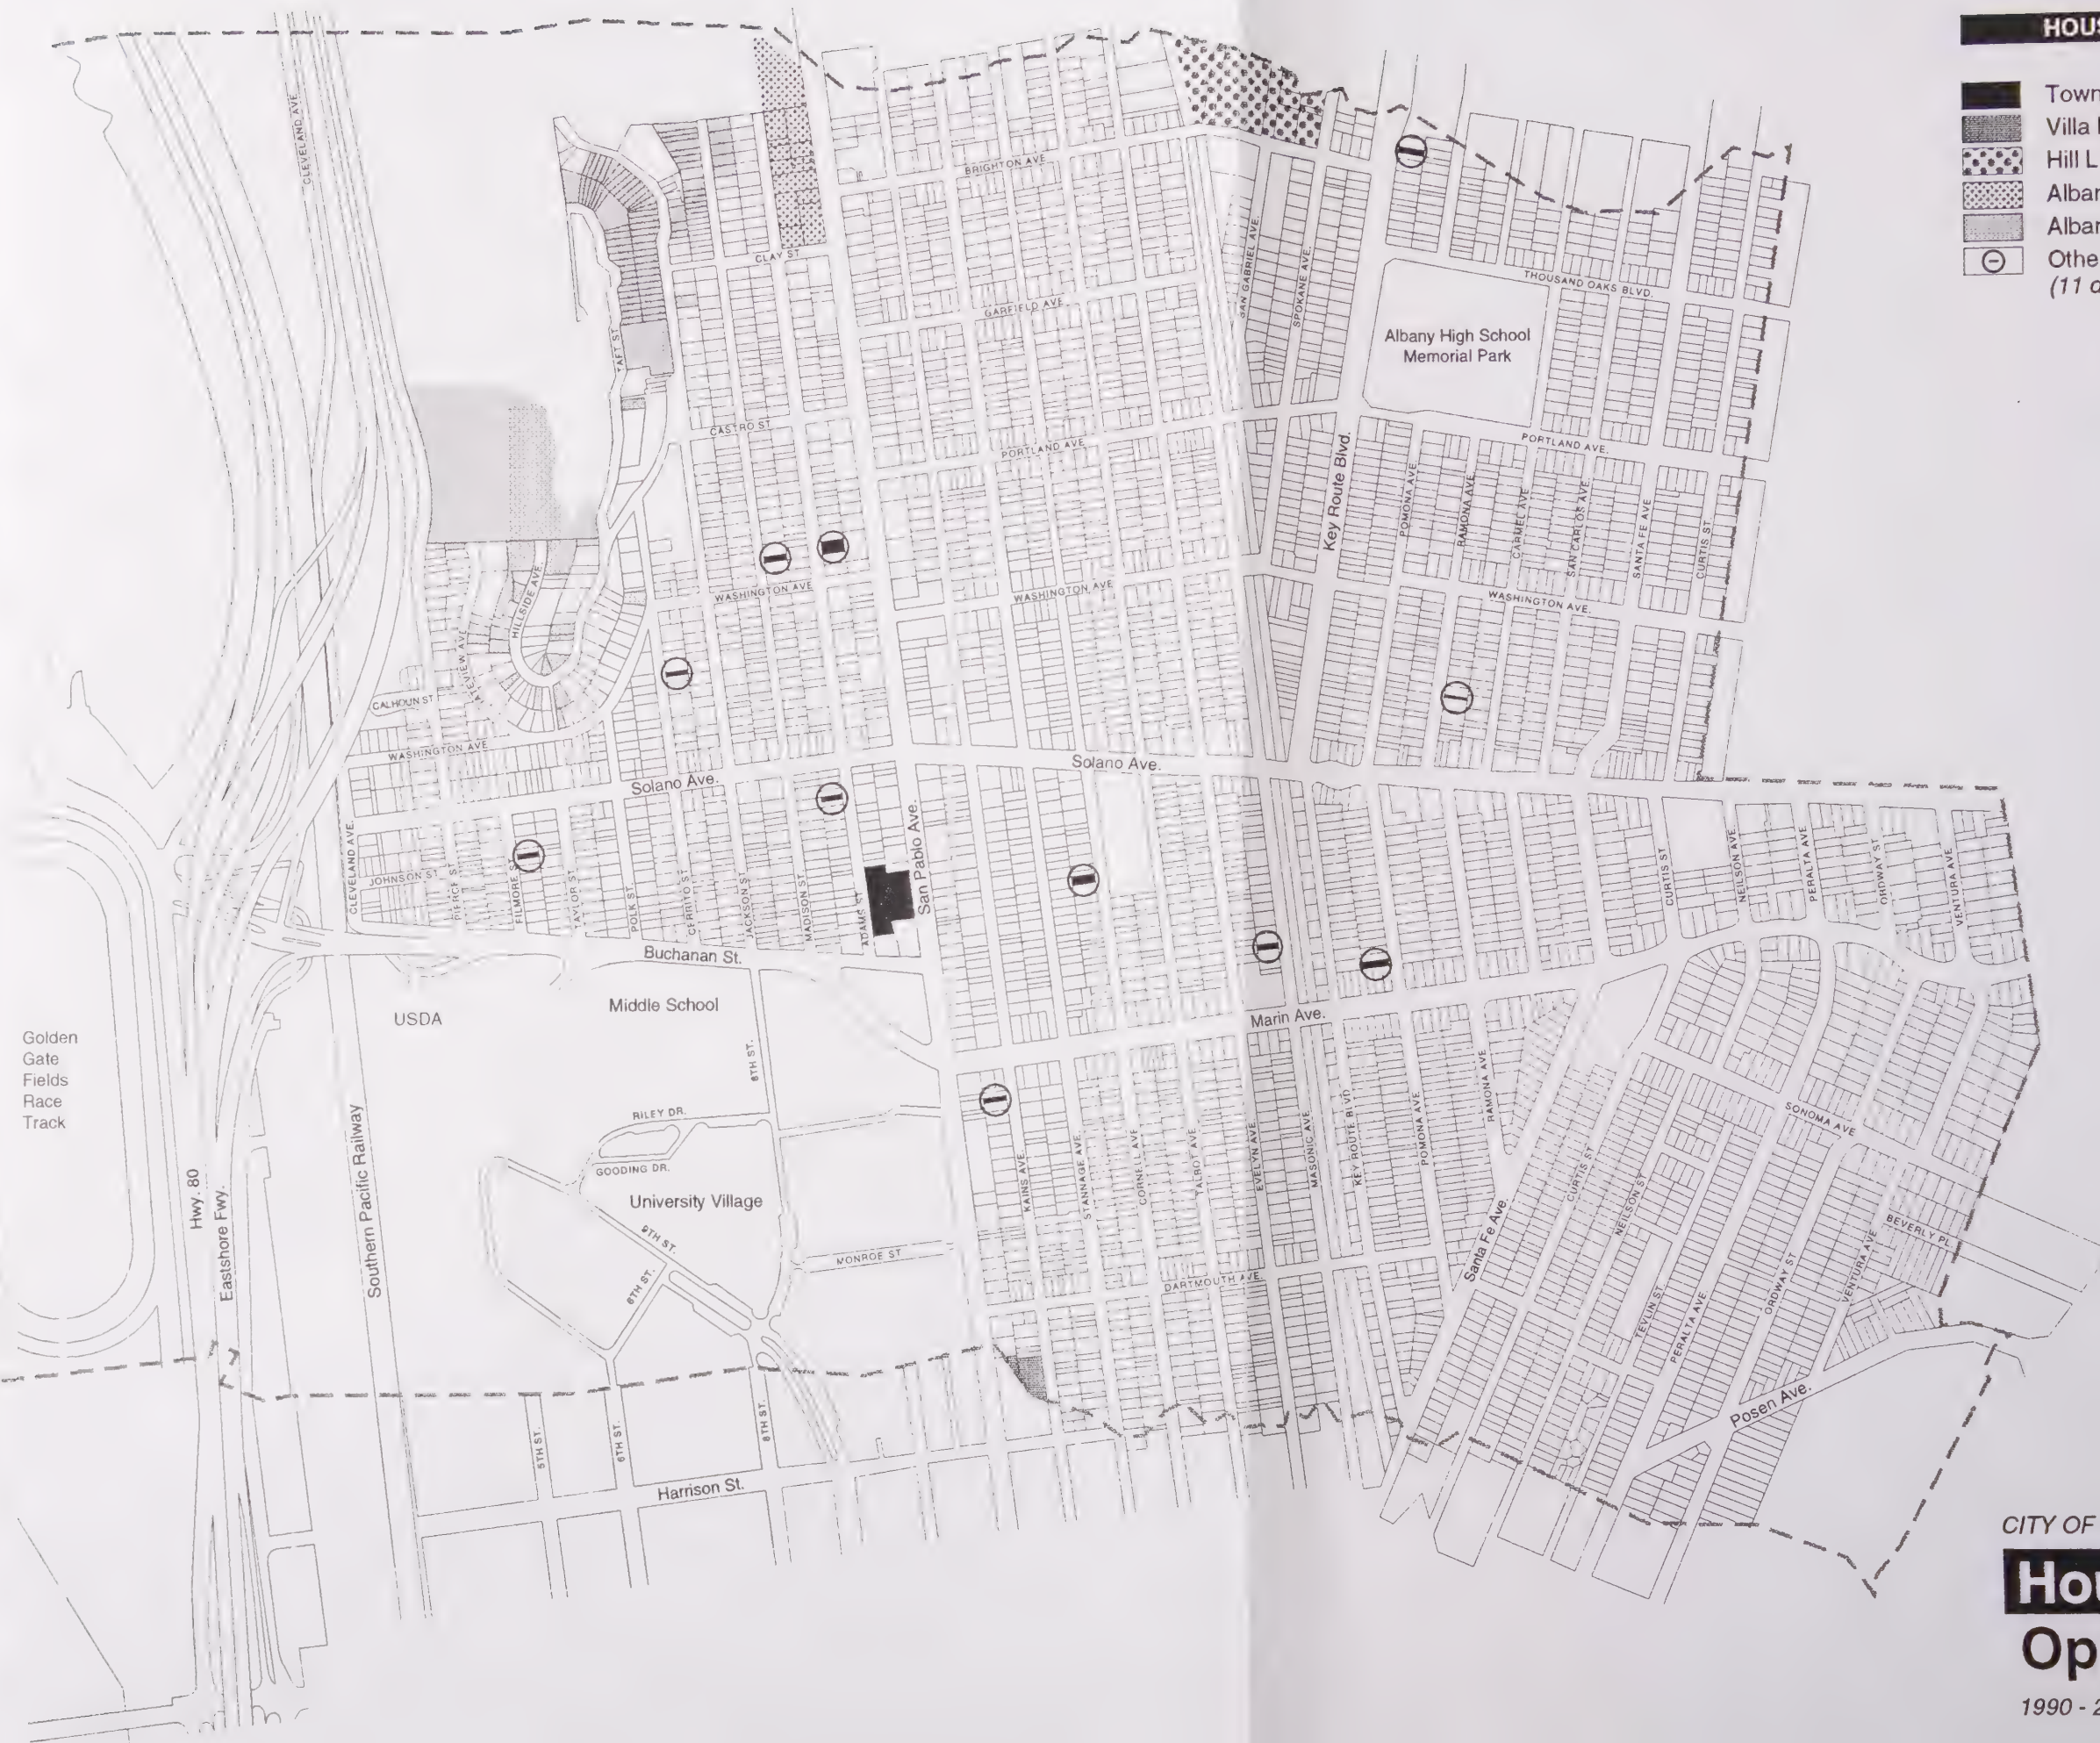 HOUS
Town
Villa
Hill L
Alban
Alban
Othe
(11 d
CLEVELAND AVE.
BRIGHTON AVE
CLAY ST
GARFIELD AVE
SAN GABRIEL AVE.
SPOKANE AVE.
THOUSAND OAKS BLVD.
Albany High School
Memorial Park
TAFT ST
CASTRO ST
PORTLAND AVE
PORTLAND AVE.
Key Route Blvd.
POMONA AVE
RAMONA AVE
CARMEL AVE
SAN CARLOS AVE.
SANTA FE AVE
CURTIS ST
HILLSIDE AVE.
WASHINGTON AVE
WASHINGTON AVE
WASHINGTON AVE.
CALHOUN ST
WASHINGTON AVE
Solano Ave.
Solano Ave.
San Pablo Ave.
CLEVELAND AVE.
JOHNSON ST
PIERCE ST
FILMORE ST
TAYLOR ST
POLK ST
CERRITO ST
JACKSON ST
MADISON ST
ADAMS ST
CURTIS ST
NEILSON AVE
PERALTA AVE
ORDWAY ST
VENTURA AVE
Buchanan St.
Middle School
USDA
Marin Ave.
Golden
Gate
Fields
Race
Track
8TH ST.
RILEY DR.
GOODING DR.
University Village
9TH ST.
6TH ST.
MONROE ST
Hwy. 80
Eastshore Fwy.
Southern Pacific Railway
KAINS AVE
STANNAGE AVE
CORNELL AVE
TALBOT AVE
EVELYN AVE
MASONIC AVE
KEY ROUTE BLVD
POMONA AVE
RAMONA AVE
DARTMOUTH AVE
Santa Fe Ave
CURTIS ST
NEILSON ST
SONOMA AVE
TEVLIN ST
PERALTA AVE
ORDWAY ST
VENTURA AVE
BEVERLY PL
Posen Ave.
5TH ST.
6TH ST.
8TH ST.
Harrison St.
CITY OF
Hou
Op
1990 - 2